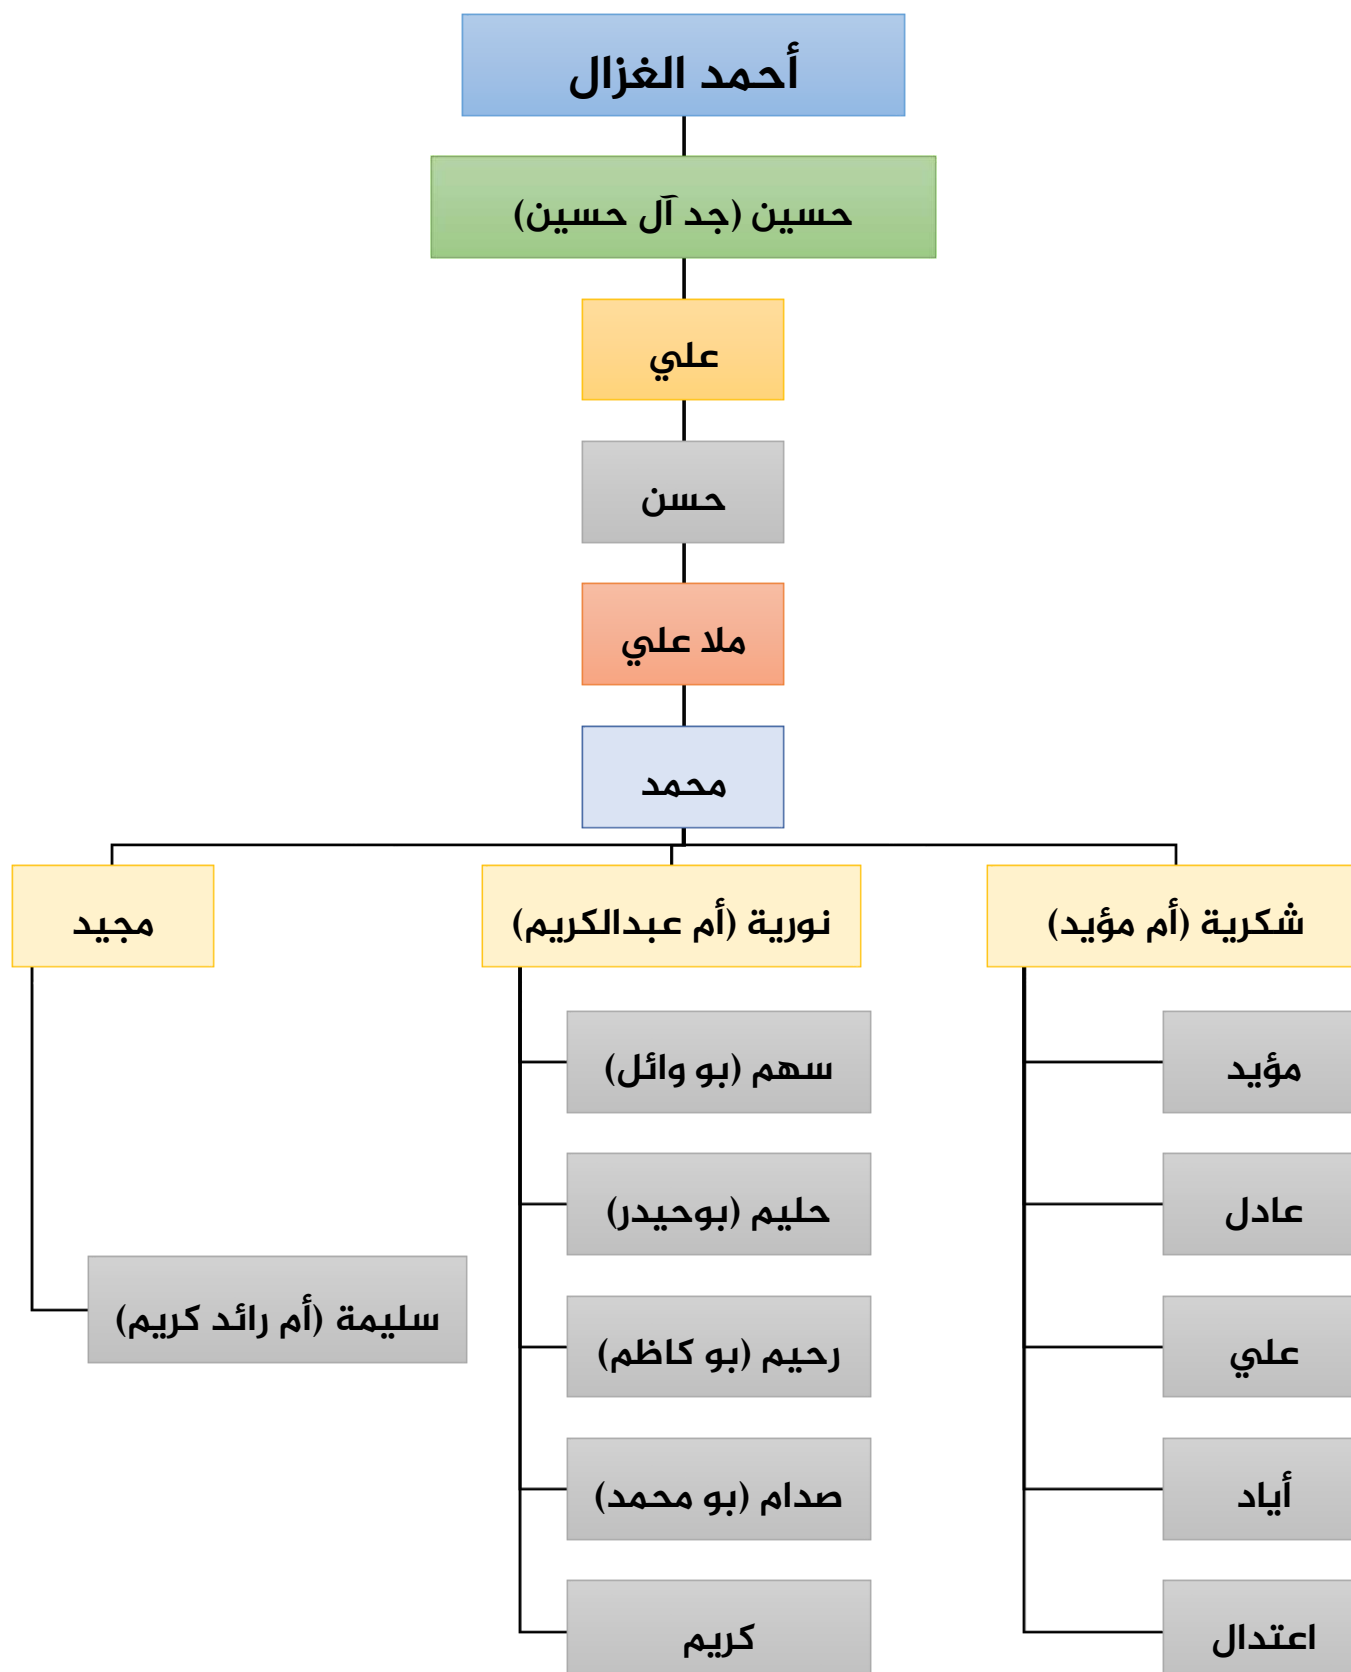 أحمد الغزال
حسين (جد آل حسين)
علي
حسن
ملا علي
محمد
شكرية (أم مؤيد)
نورية (أم عبدالكريم)
مجيد
مؤيد
عادل
علي
أياد
اعتدال
سهم (بو وائل)
حليم (بوحيدر)
رحيم (بو كاظم)
صدام (بو محمد)
كريم
سليمة (أم رائد كريم)